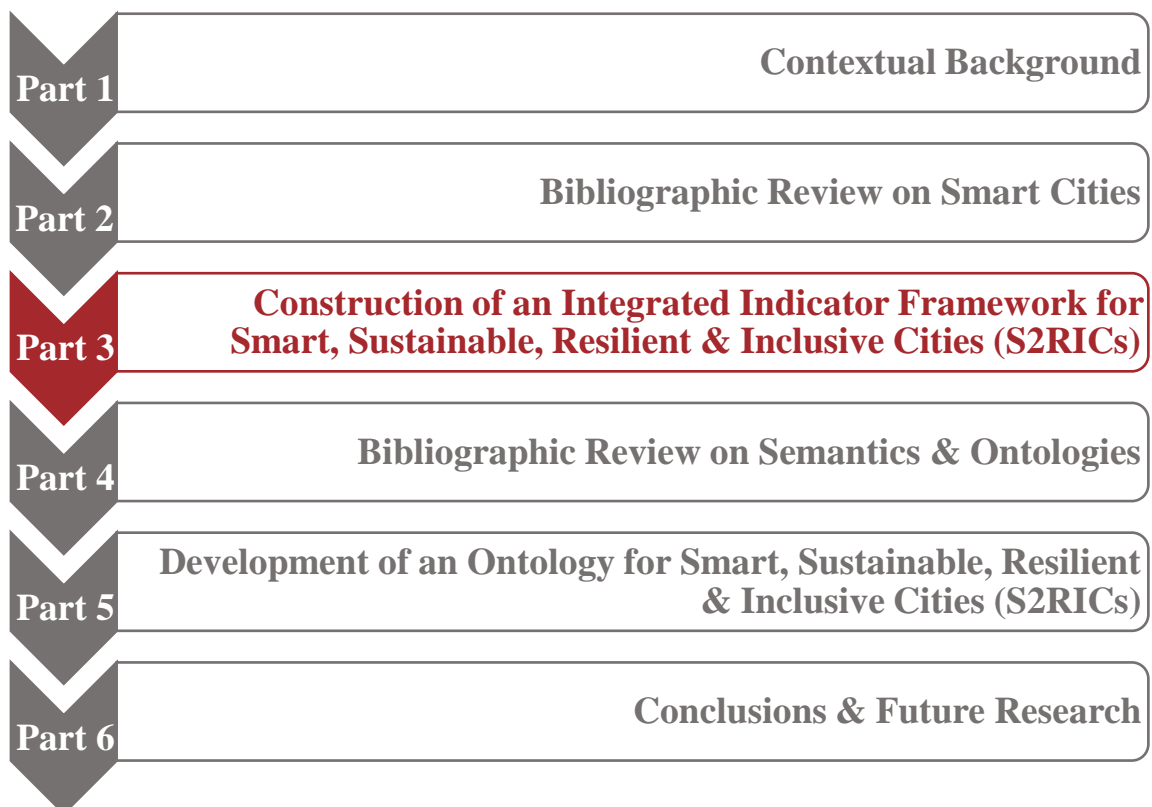 Part 1
Contextual Background
Part 2
Bibliographic Review on Smart Cities
Part 3
Construction of an Integrated Indicator Framework for
Smart, Sustainable, Resilient & Inclusive Cities (S2RICs)
Part 4
Bibliographic Review on Semantics & Ontologies
Part 5
Development of an Ontology for Smart, Sustainable, Resilient
& Inclusive Cities (S2RICs)
Part 6
Conclusions & Future Research